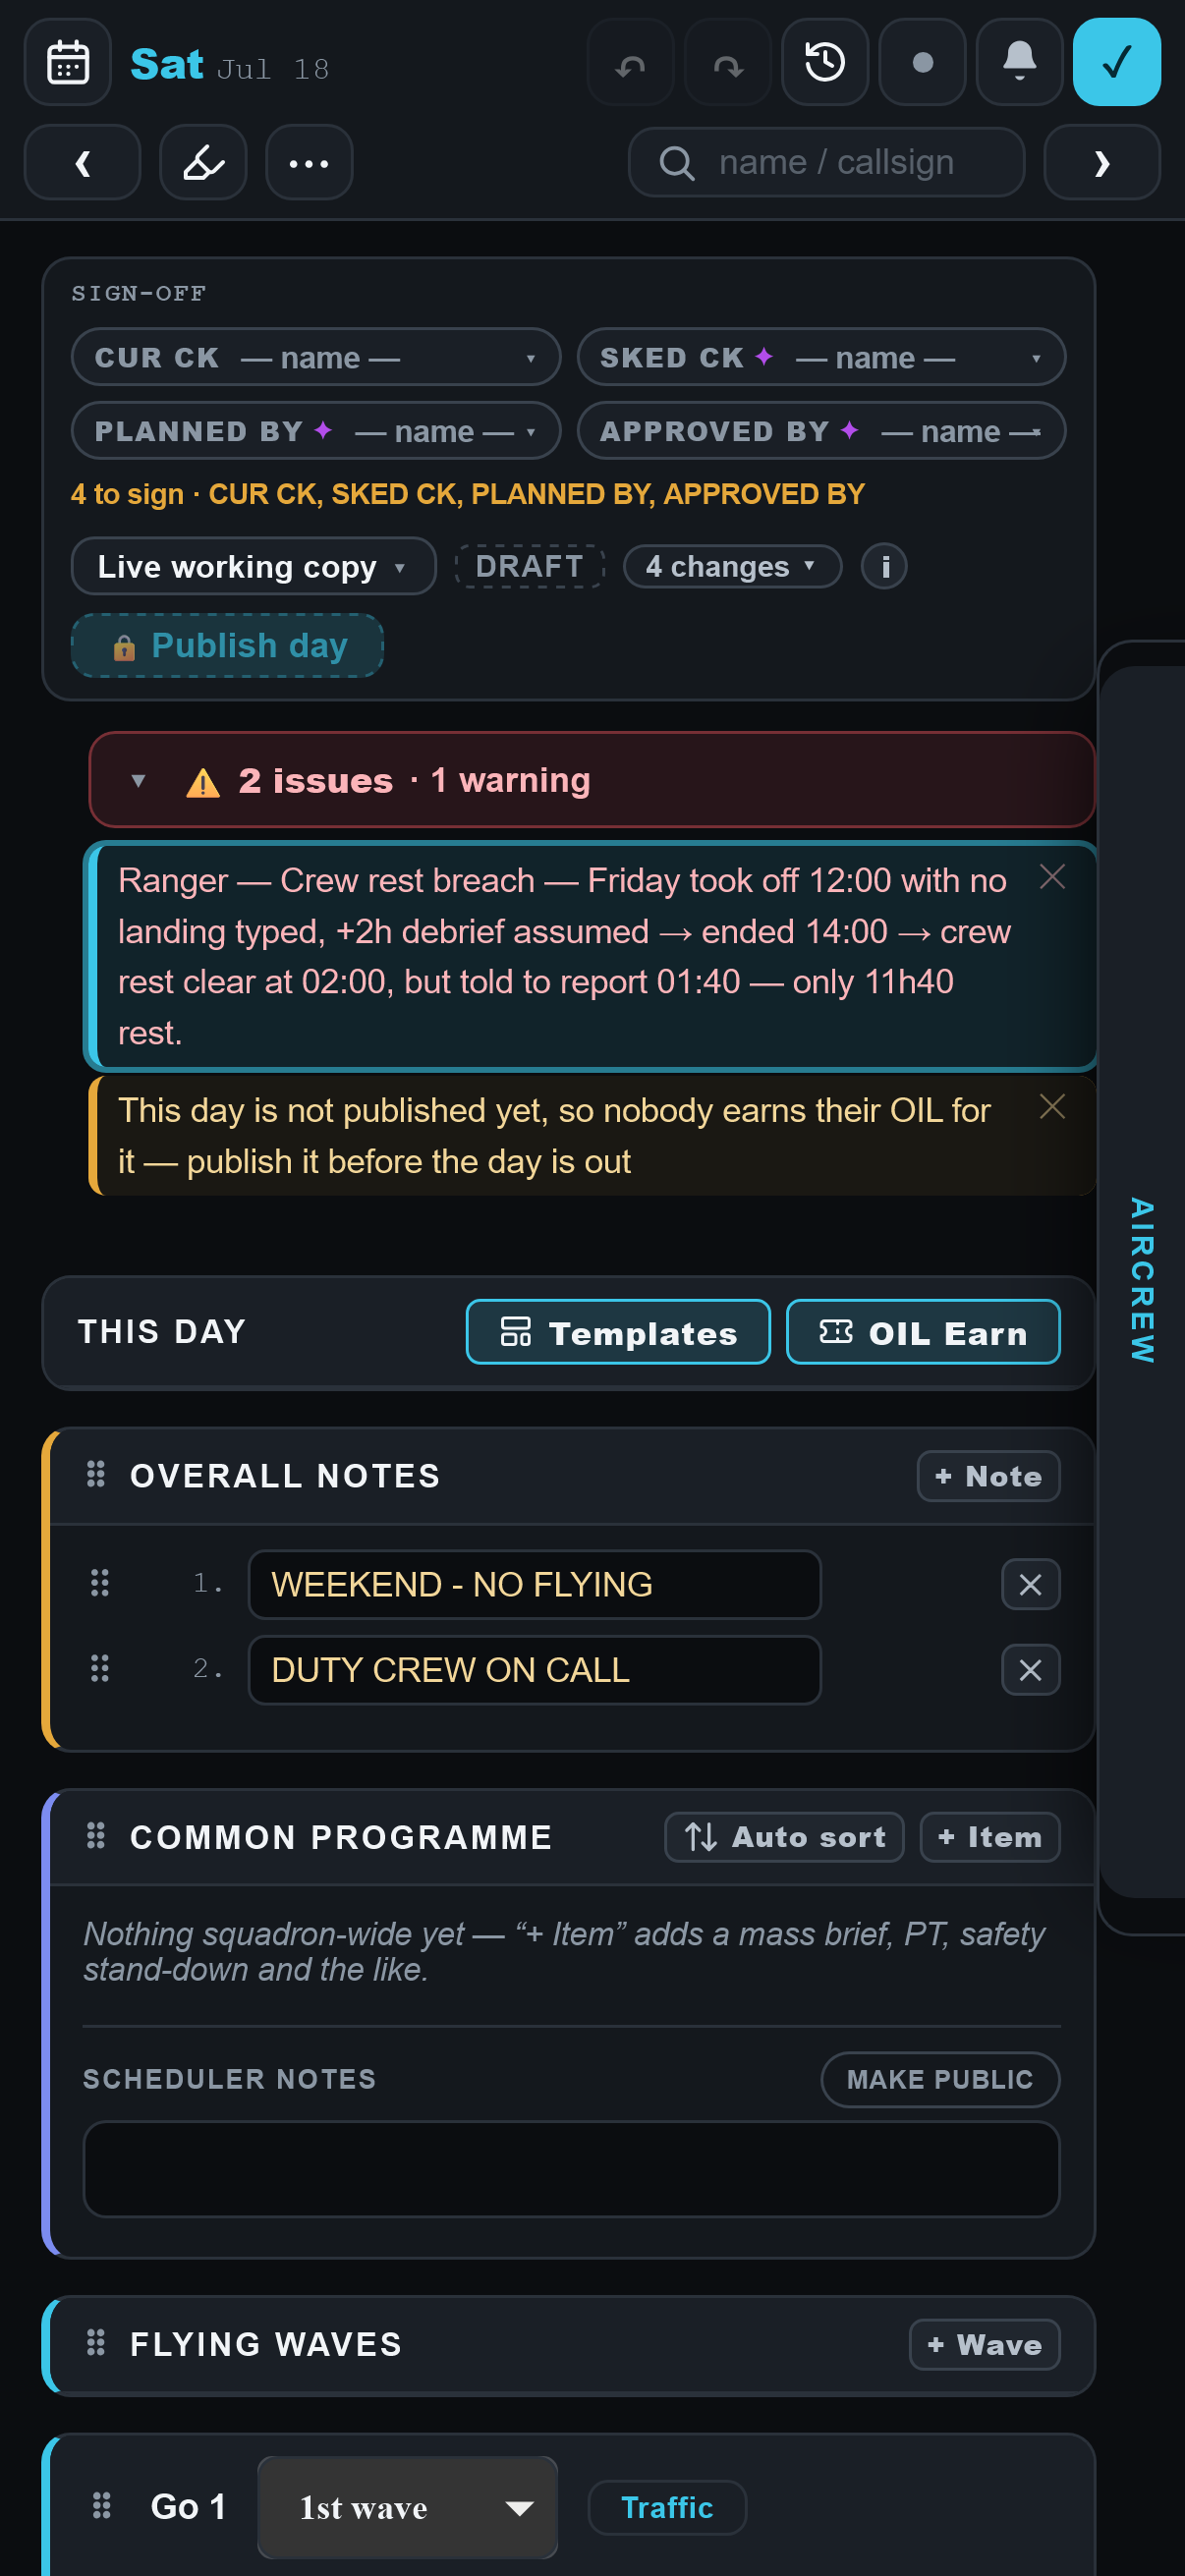 Sat Jul 18
name / callsign
SIGN-OFF
CUR CK — name —
SKED CK ✦ — name —
PLANNED BY ✦ — name —
APPROVED BY ✦ — name —
4 to sign · CUR CK, SKED CK, PLANNED BY, APPROVED BY
Live working copy
DRAFT
4 changes
i
Publish day
2 issues · 1 warning
Ranger — Crew rest breach — Friday took off 12:00 with no
landing typed, +2h debrief assumed → ended 14:00 → crew
rest clear at 02:00, but told to report 01:40 — only 11h40
rest.
This day is not published yet, so nobody earns their OIL for
it — publish it before the day is out
AIRCREW
THIS DAY
Templates
OIL Earn
OVERALL NOTES
+ Note
1. WEEKEND - NO FLYING
2. DUTY CREW ON CALL
COMMON PROGRAMME
Auto sort
+ Item
Nothing squadron-wide yet — “+ Item” adds a mass brief, PT, safety
stand-down and the like.
SCHEDULER NOTES
MAKE PUBLIC
FLYING WAVES
+ Wave
Go 1
1st wave
Traffic